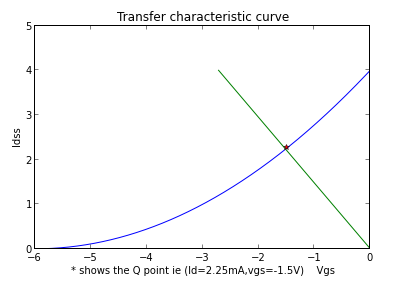 Transfer characteristic curve
5
4
3
2
1
0
Idss
−6 −5 −4 −3 −2 −1 0
* shows the Q point ie (Id=2.25mA,vgs=-1.5V) Vgs